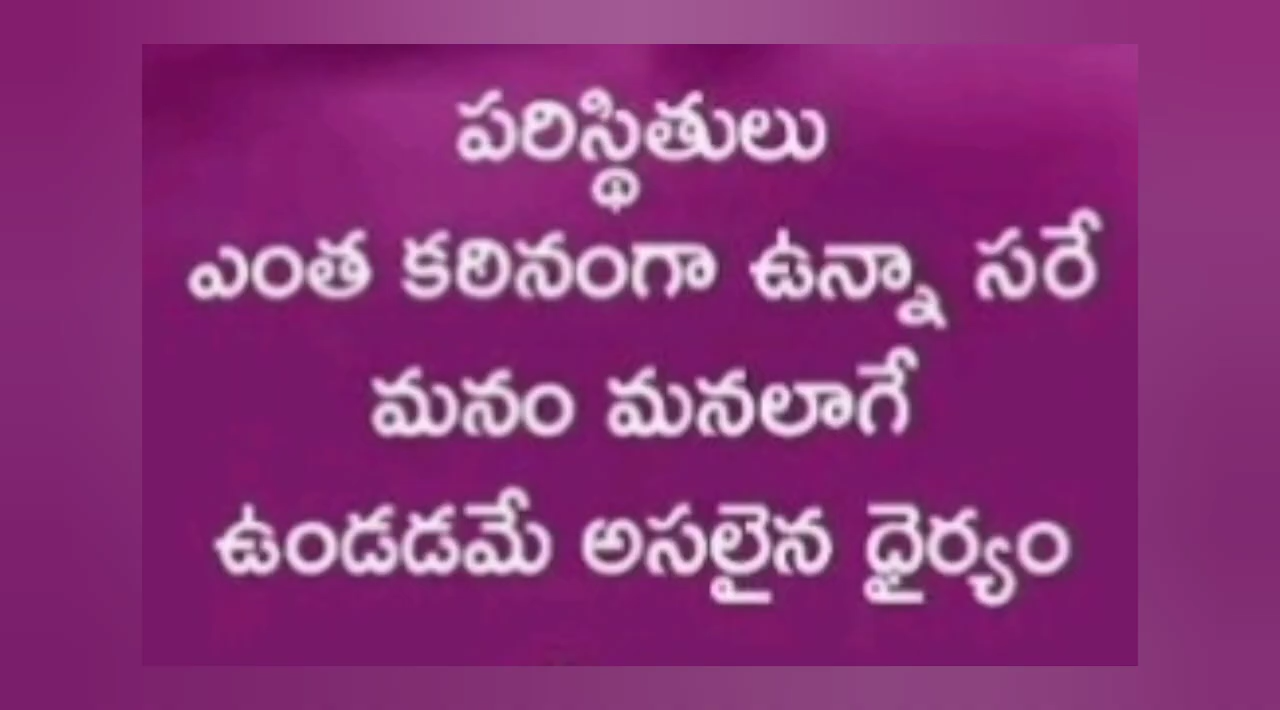 పరిస్థితులు
ఎంత కఠినంగా ఉన్నా సరే
మనం మనలాగే
ఉండడమే అసలైన ధైర్యం